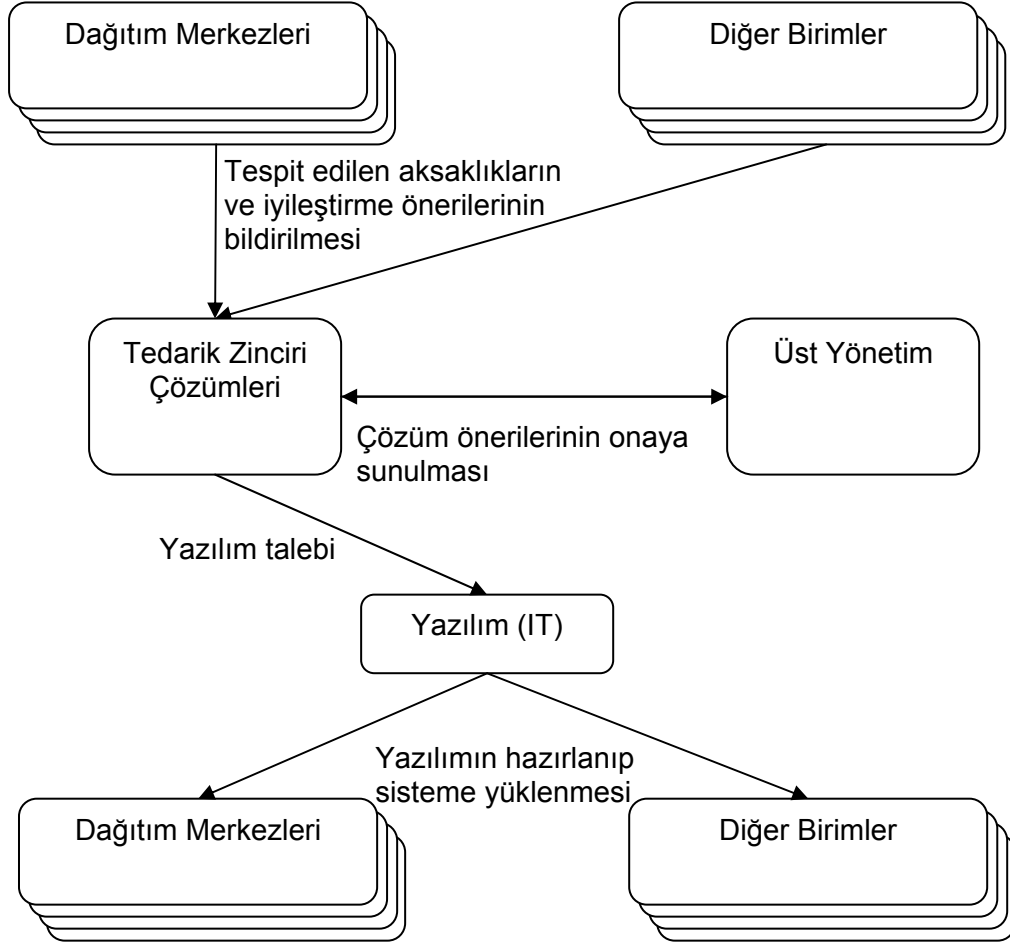 Dağıtım Merkezleri
Diğer Birimler
Tespit edilen aksaklıkların
ve iyileştirme önerilerinin
bildirilmesi
Tedarik Zinciri
Çözümleri
Üst Yönetim
Çözüm önerilerinin onaya
sunulması
Yazılım talebi
Yazılım (IT)
Yazılımın hazırlanıp
sisteme yüklenmesi
Dağıtım Merkezleri
Diğer Birimler